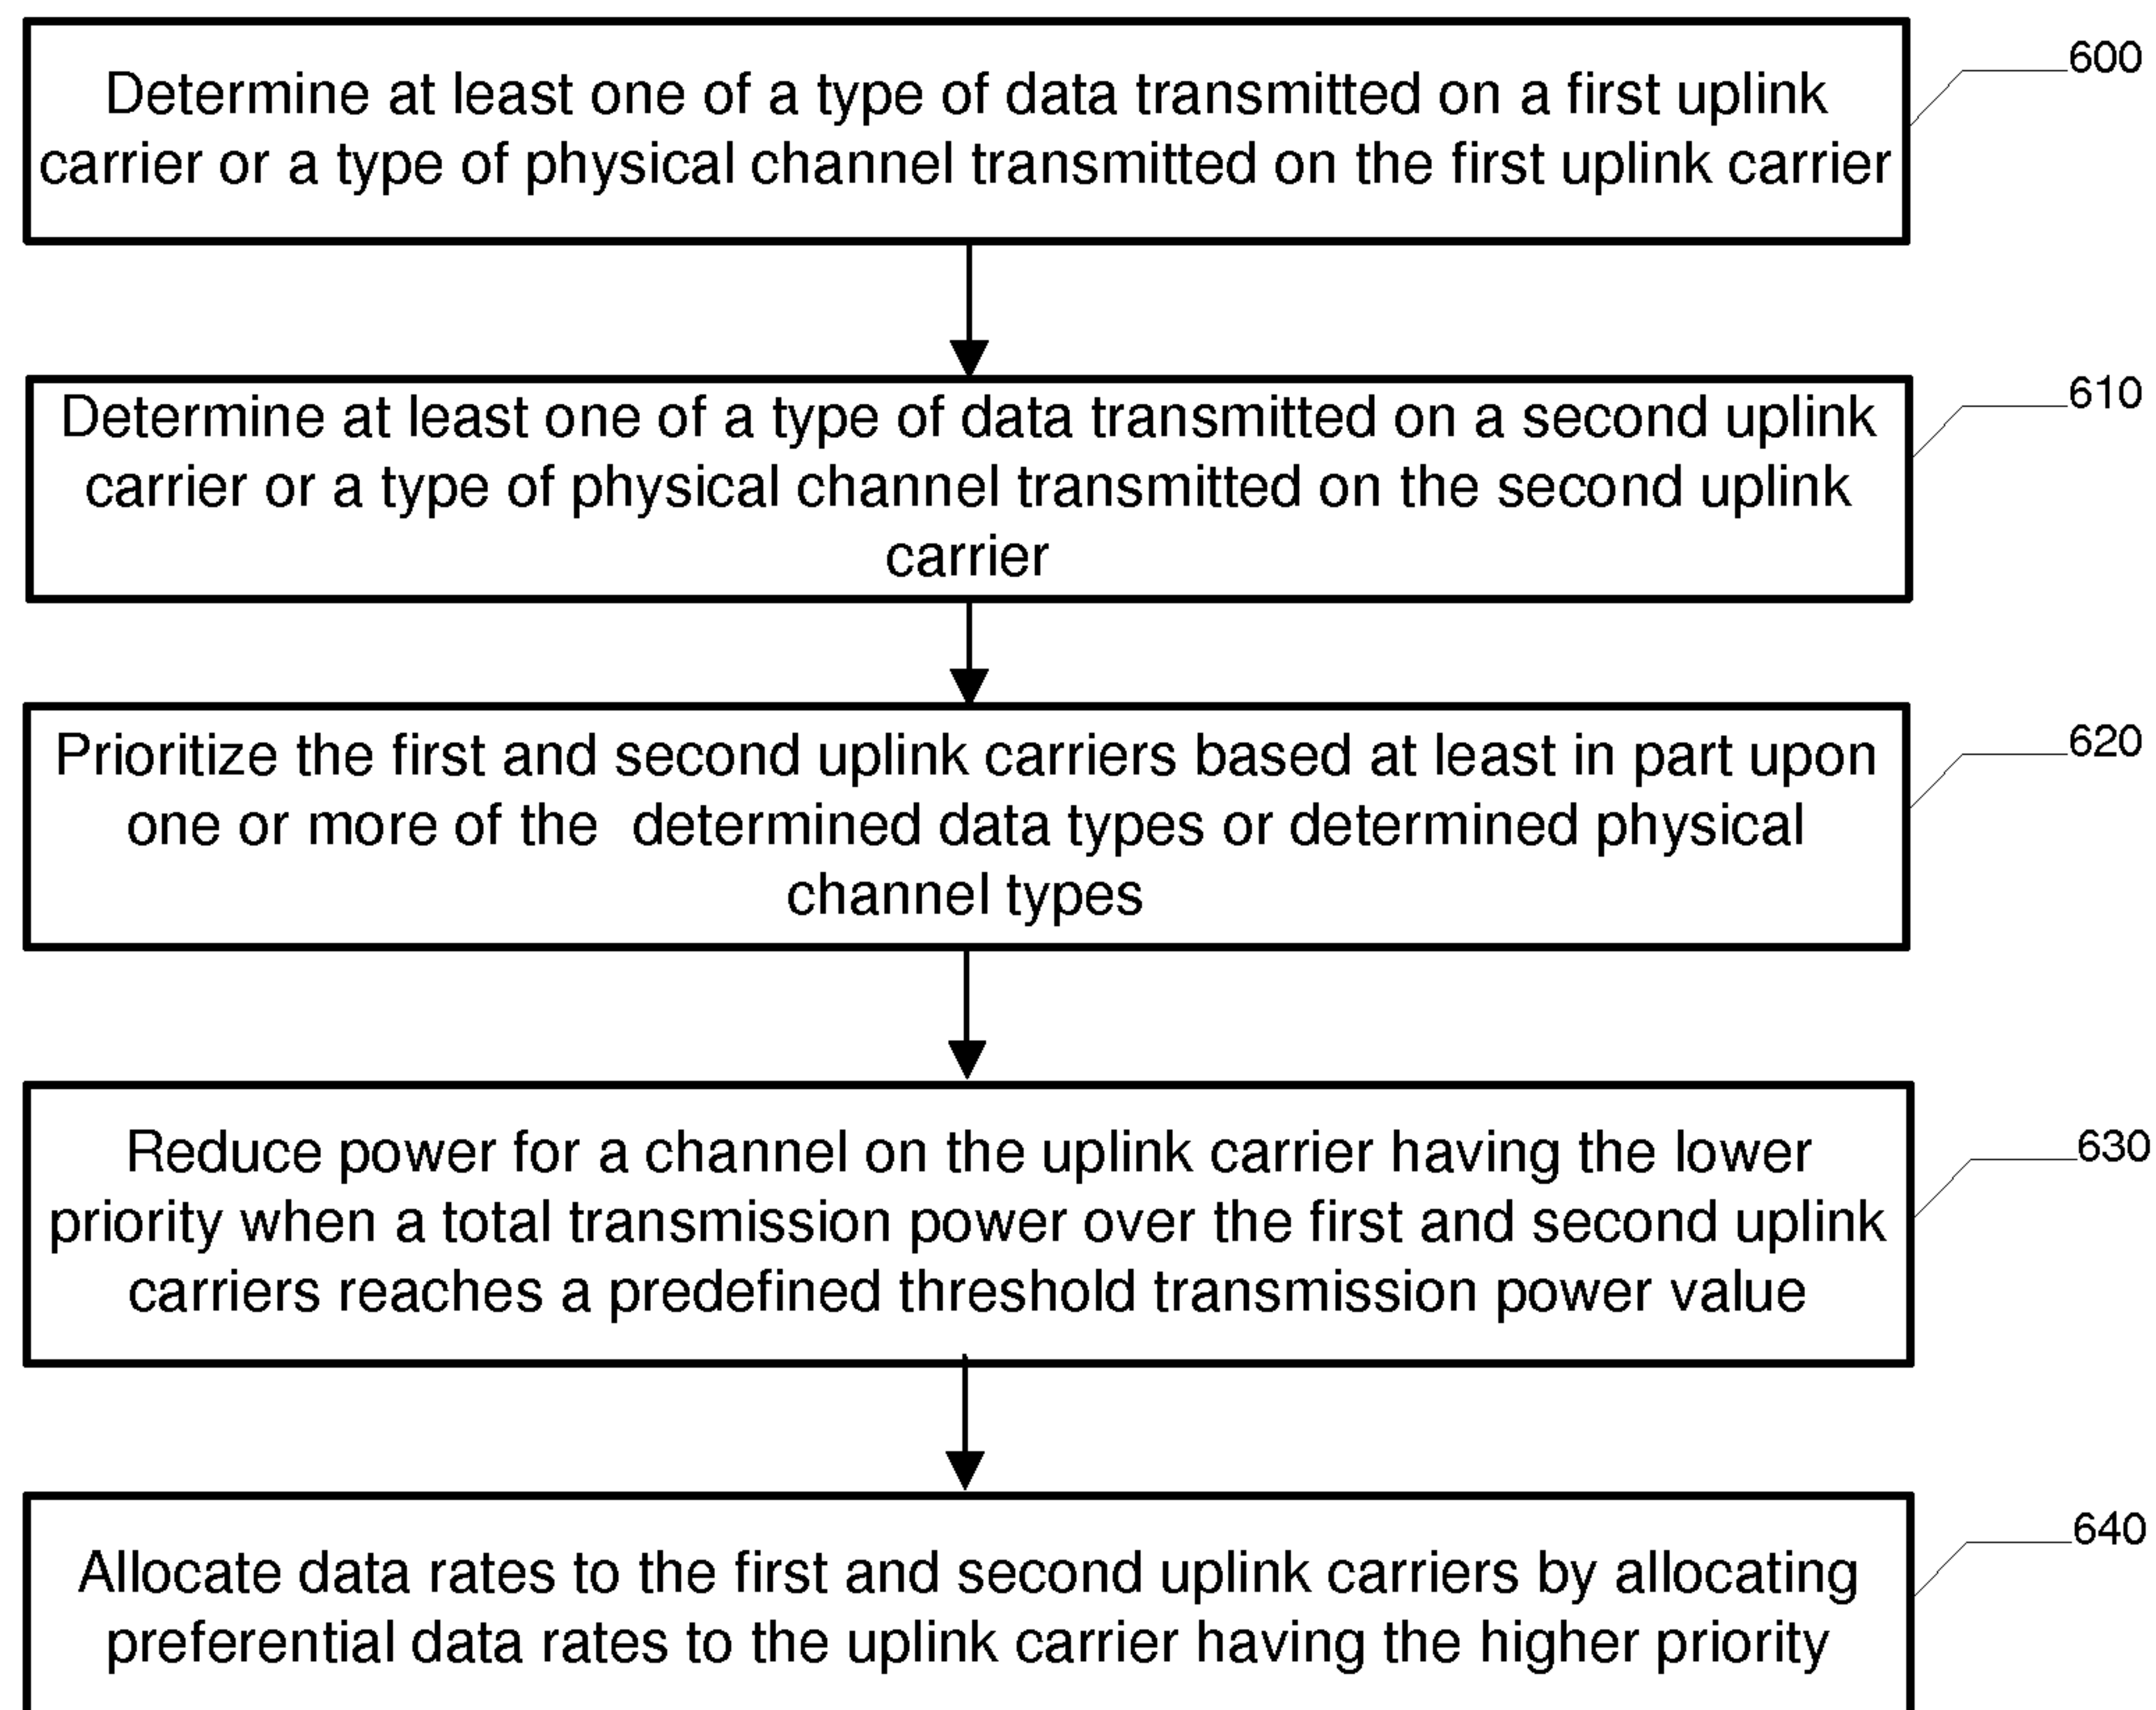 Determine at least one of a type of data transmitted on a first uplink
carrier or a type of physical channel transmitted on the first uplink carrier
600
Determine at least one of a type of data transmitted on a second uplink
carrier or a type of physical channel transmitted on the second uplink
carrier
610
Prioritize the first and second uplink carriers based at least in part upon
one or more of the determined data types or determined physical
channel types
620
Reduce power for a channel on the uplink carrier having the lower
priority when a total transmission power over the first and second uplink
carriers reaches a predefined threshold transmission power value
630
Allocate data rates to the first and second uplink carriers by allocating
preferential data rates to the uplink carrier having the higher priority
640